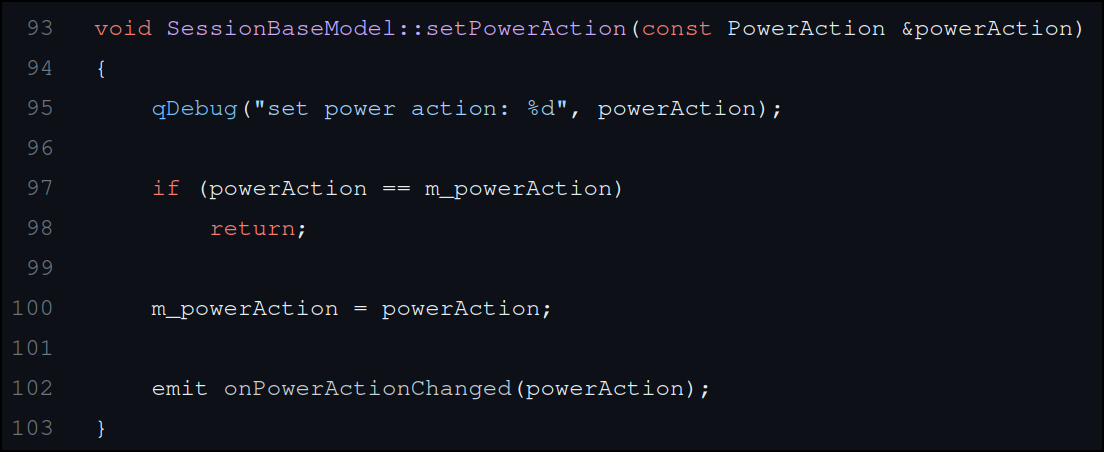 93 void SessionBaseModel::setPowerAction(const PowerAction &powerAction)
94 {
95     qDebug("set power action: %d", powerAction);
96
97     if (powerAction == m_powerAction)
98         return;
99
100     m_powerAction = powerAction;
101
102     emit onPowerActionChanged(powerAction);
103 }